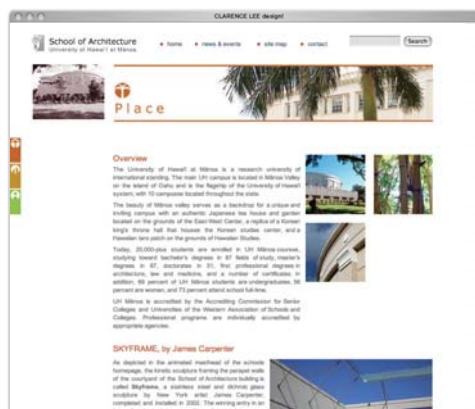 CLARENCE LEE design!
School of Architecture
University of Hawai'i at Mānoa
home
news & events
site map
contact
Search
Place
Overview
The University of Hawai'i at Mānoa is a research university of
international standing. The main UH campus is located in Mānoa Valley
on the island of Oahu and is the flagship of the University of Hawai'i
system, with 10 campuses located throughout the state.
The beauty of Mānoa valley serves as a backdrop for a unique and
inviting campus with an authentic Japanese tea house and garden
located on the grounds of the East/West Center, a replica of a Korean
king's throne hall that houses the Korean studies center, and a
Hawaiian taro patch on the grounds of Hawaiian Studies.
Today, 20,000-plus students are enrolled in UH Mānoa courses,
studying toward bachelor's degrees in 87 fields of study, master's
degrees in 87, doctorates in 51, first professional degrees in
architecture, law and medicine, and a number of certificates. In
addition, 69 percent of UH Mānoa students are undergraduates, 56
percent are women, and 73 percent attend school full-time.
UH Mānoa is accredited by the Accrediting Commission for Senior
Colleges and Universities of the Western Association of Schools and
Colleges. Professional programs are individually accredited by
appropriate agencies.
SKYFRAME, by James Carpenter
As depicted in the animated masthead of the schools
homepage, the kinetic sculpture framing the parapet walls
of the courtyard of the School of Architecture building is
called Skyframe, a stainless steel and dichroic glass
sculpture by New York artist James Carpenter,
completed and installed in 2002. The winning entry in an